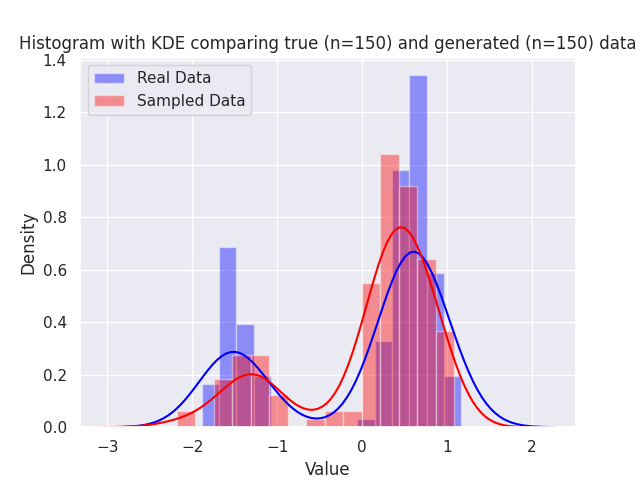 Histogram with KDE comparing true (n=150) and generated (n=150) data
Real Data
Sampled Data
1.4
1.2
1.0
0.8
0.6
0.4
0.2
0.0
Density
−3
−2
−1
0
1
2
Value